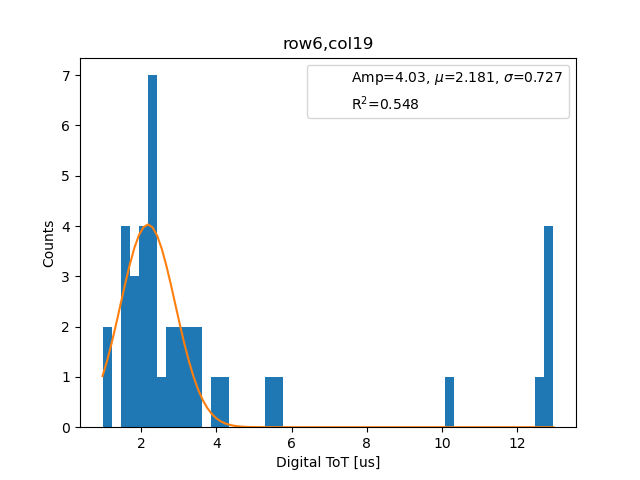 row6,col19
Amp=4.03, μ=2.181, σ=0.727
R²=0.548
7
6
5
4
3
2
1
0
Counts
2 4 6 8 10 12
Digital ToT [us]